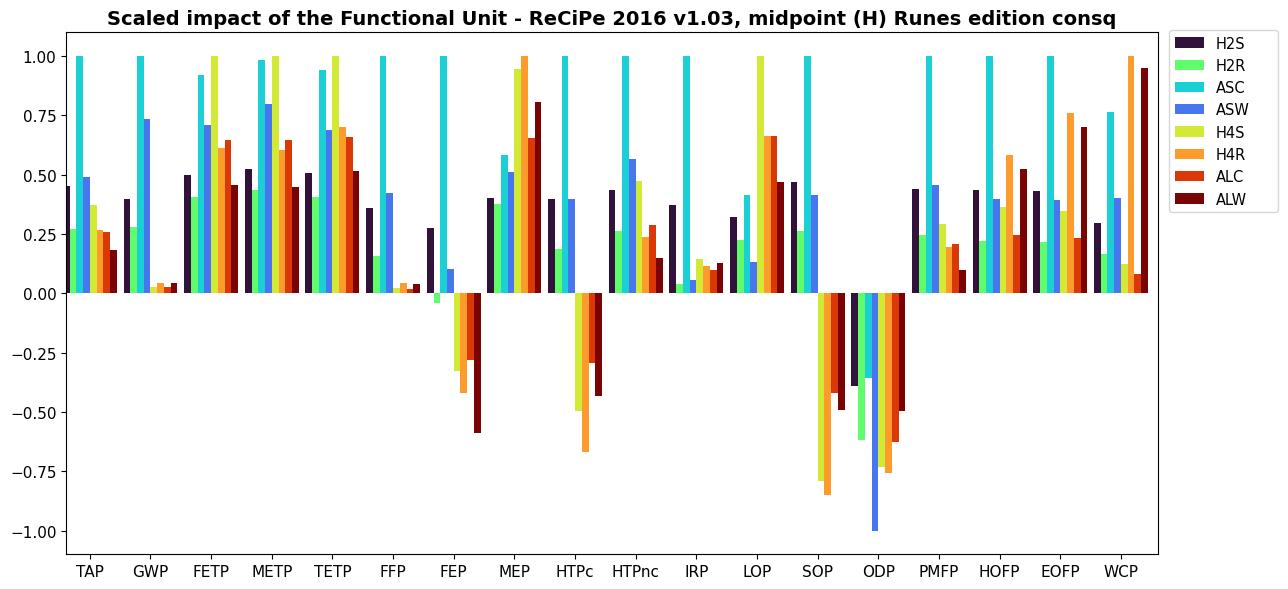 Scaled impact of the Functional Unit - ReCiPe 2016 v1.03, midpoint (H) Runes edition consq
1.00
0.75
0.50
0.25
0.00
−0.25
−0.50
−0.75
−1.00
TAP GWP FETP METP TETP FFP FEP MEP HTPc HTPnc IRP LOP SOP ODP PMFP HOFP EOFP WCP
H2S
H2R
ASC
ASW
H4S
H4R
ALC
ALW